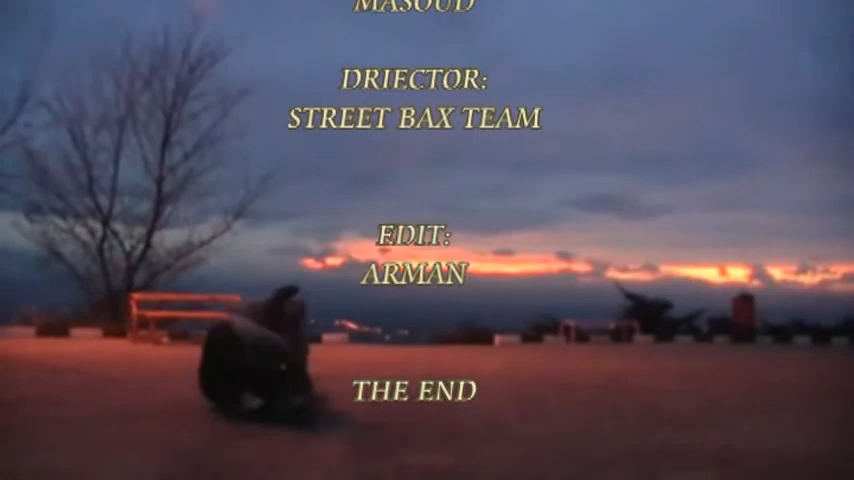 MASOUD
DRIECTOR:
STREET BAX TEAM
EDIT:
ARMAN
THE END